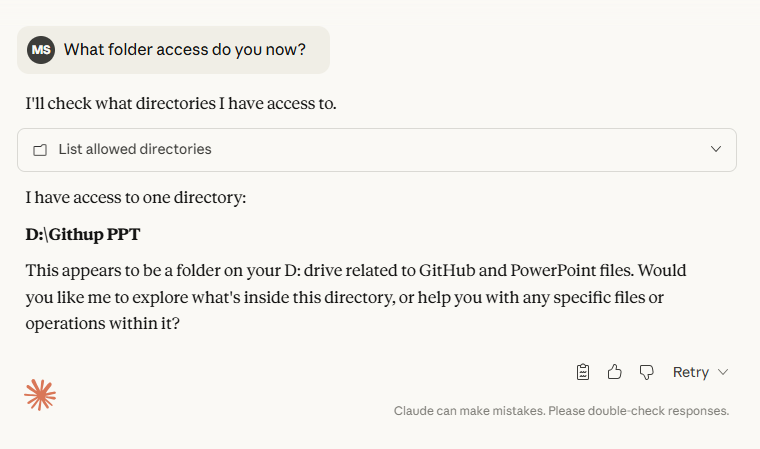 MS What folder access do you now?
I'll check what directories I have access to.
List allowed directories
I have access to one directory:
D:\Githup PPT
This appears to be a folder on your D: drive related to GitHub and PowerPoint files. Would
you like me to explore what's inside this directory, or help you with any specific files or
operations within it?
Retry
Claude can make mistakes. Please double-check responses.